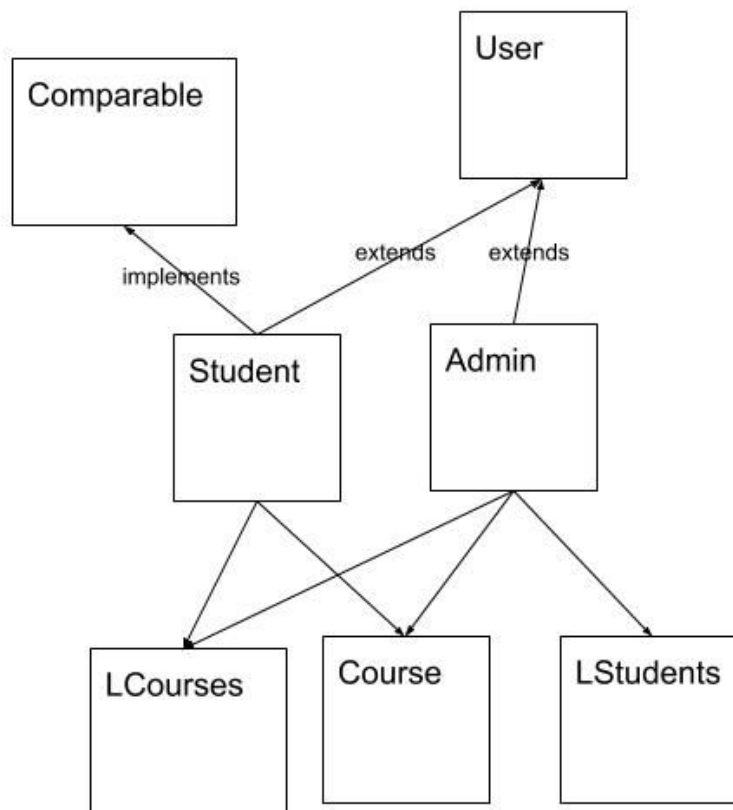 User
Comparable
extends
extends
implements
Student
Admin
LCourses
Course
LStudents